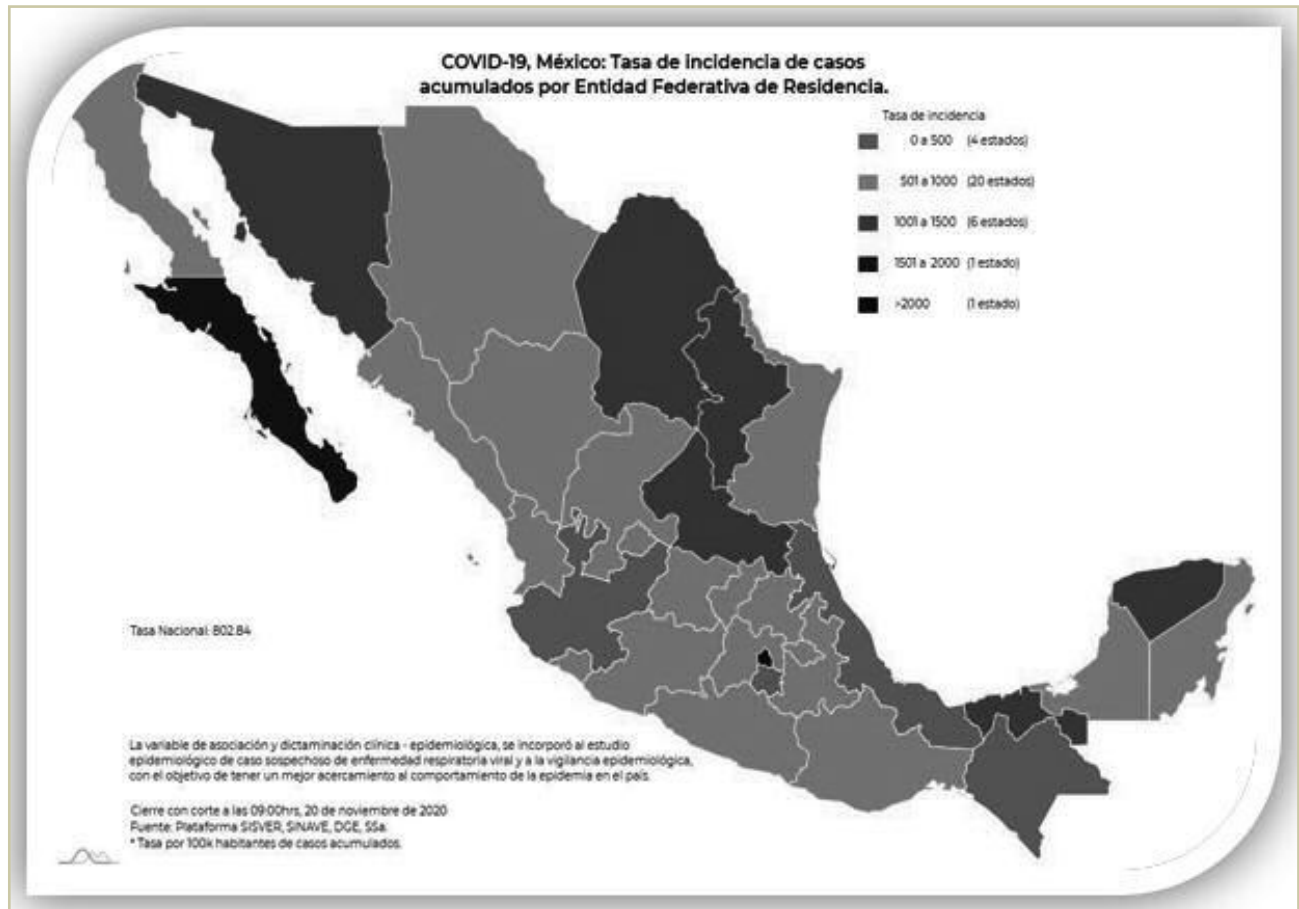 COVID-19, México: Tasa de incidencia de casos
acumulados por Entidad Federativa de Residencia.
Tasa de incidencia
0 a 500 (4 estados)
501 a 1000 (20 estados)
1001 a 1500 (6 estados)
1501 a 2000 (1 estado)
>2000 (1 estado)
Tasa Nacional: 802.84
La variable de asociación y dictaminación clínica - epidemiológica, se incorporó al estudio
epidemiológico de caso sospechoso de enfermedad respiratoria viral y a la vigilancia epidemiológica,
con el objetivo de tener un mejor acercamiento al comportamiento de la epidemia en el país.
Cierre con corte a las 09:00hrs, 20 de noviembre de 2020
Fuente: Plataforma SISVER, SINAVE, DGE, SSa.
* Tasa por 100k habitantes de casos acumulados.